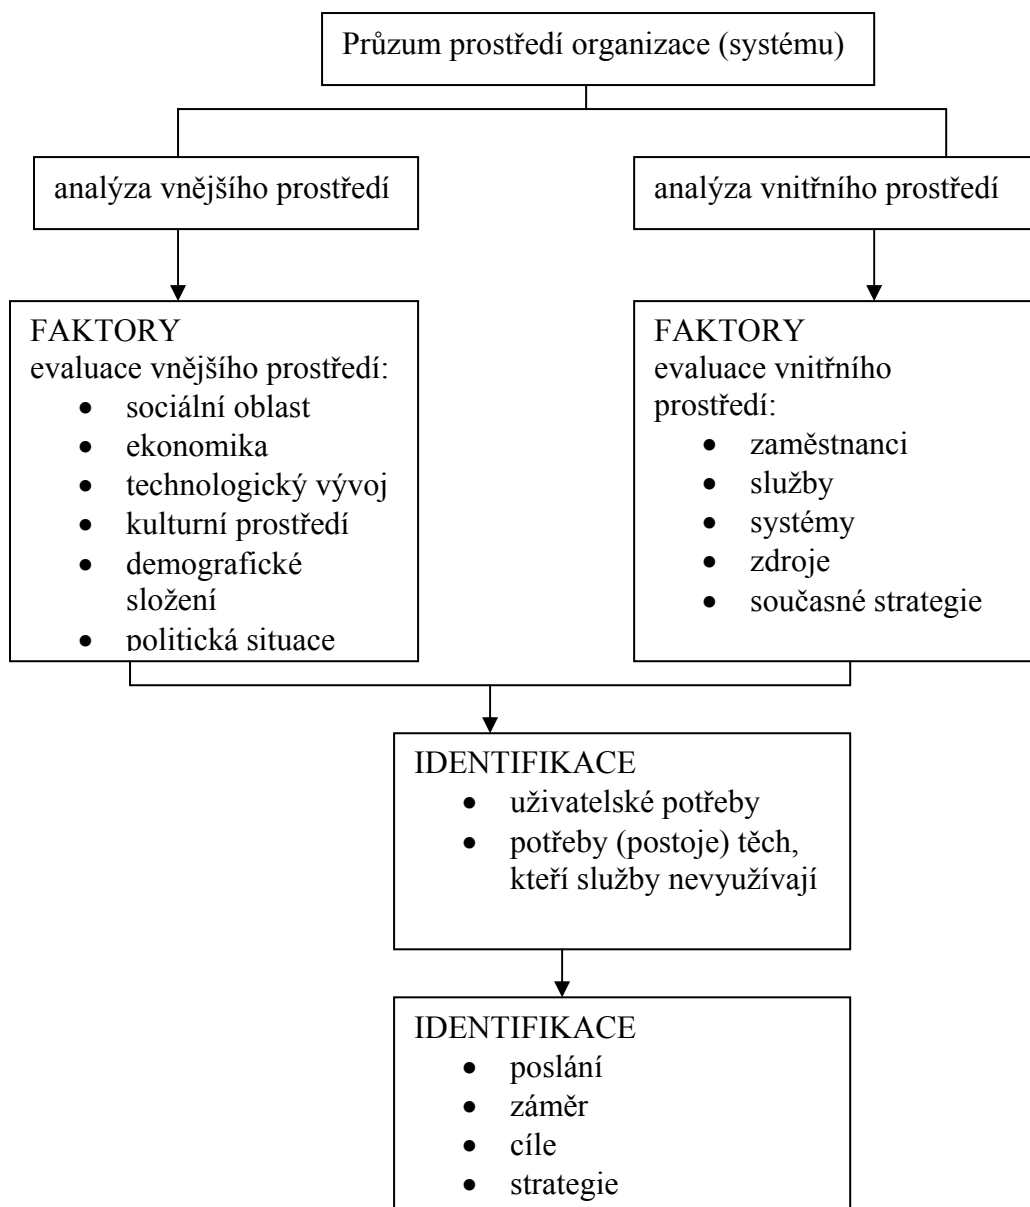 Průzum prostředí organizace (systému)
analýza vnějšího prostředí
analýza vnitřního prostředí
FAKTORY
evaluace vnějšího prostředí:
• sociální oblast
• ekonomika
• technologický vývoj
• kulturní prostředí
• demografické
složení
• politická situace
FAKTORY
evaluace vnitřního
prostředí:
• zaměstnanci
• služby
• systémy
• zdroje
• současné strategie
IDENTIFIKACE
• uživatelské potřeby
• potřeby (postoje) těch,
kteří služby nevyužívají
IDENTIFIKACE
• poslání
• záměr
• cíle
• strategie